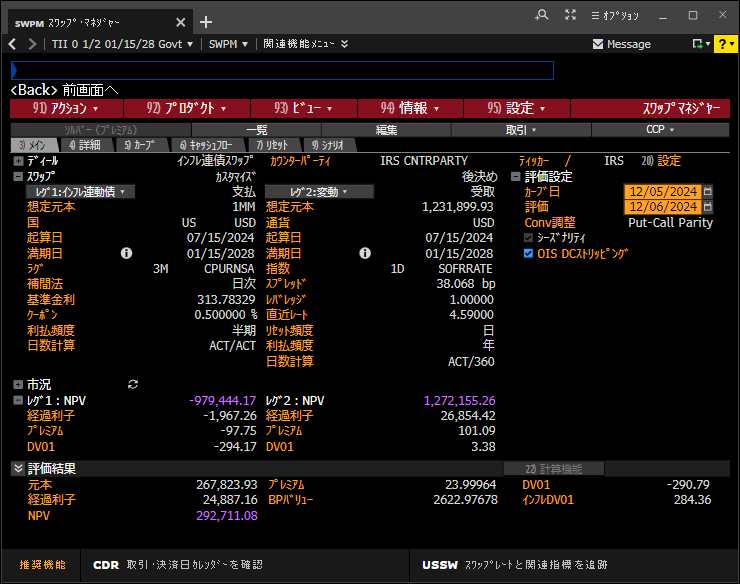 SWPM ｽﾜｯﾌﾟ･ﾏﾈｼﾞｬｰ × +
三 ｵﾌﾟｼｮﾝ
TII 0 1/2 01/15/28 Govt SWPM 関連機能ﾒﾆｭｰ Message ?
<Back> 前画面へ
91) ｱｸｼｮﾝ 92) ﾌﾟﾛﾀﾞｸﾄ 93) ﾋﾞｭｰ 94) 情報 95) 設定 ｽﾜｯﾌﾟﾏﾈｼﾞｬｰ
ｿﾙﾊﾞｰ (ﾌﾟﾚﾐｱﾑ) 一覧 編集 取引 CCP
3) ﾒｲﾝ 4) 詳細 5) ｶｰﾌﾞ 6) ｷｬｯｼｭﾌﾛｰ 7) ﾘｾｯﾄ 9) ｼﾅﾘｵ
ﾃﾞｨｰﾙ インフレ連債ｽﾜｯﾌﾟ ｶｳﾝﾀｰﾊﾟｰﾃｨ IRS CNTRPARTY ﾃｨｯｶｰ / IRS 20) 設定
ｽﾜｯﾌﾟ ｶｽﾀﾏｲｽﾞ 後決め 評価設定
ﾚｸﾞ1:ｲﾝﾌﾚ連動債 支払 ﾚｸﾞ2:変動 受取 ｶｰﾌﾞ日 12/05/2024
想定元本 1MM 想定元本 1,231,899.93 評価 12/06/2024
国 US USD 通貨 USD Conv調整 Put-Call Parity
起算日 07/15/2024 起算日 07/15/2024 ｼｰｽﾞﾅﾘﾃｨ
満期日 01/15/2028 満期日 01/15/2028 OIS DCｽﾄﾘｯﾋﾟﾝｸﾞ
ﾗｸﾞ 3M CPURNSA 指数 1D SOFRRATE
補間法 日次 ｽﾌﾟﾚｯﾄﾞ 38.068 bp
基準金利 313.78329 ﾚﾊﾞﾚｯｼﾞ 1.00000
ｸｰﾎﾟﾝ 0.500000 % 直近ﾚｰﾄ 4.59000
利払頻度 半期 ﾘｾｯﾄ頻度 日
日数計算 ACT/ACT 利払頻度 年
日数計算 ACT/360
市況
ﾚｸﾞ1：NPV -979,444.17 ﾚｸﾞ2：NPV 1,272,155.26
経過利子 -1,967.26 経過利子 26,854.42
ﾌﾟﾚﾐｱﾑ -97.75 ﾌﾟﾚﾐｱﾑ 101.09
DV01 -294.17 DV01 3.38
評価結果 22) 計算機能
元本 267,823.93 ﾌﾟﾚﾐｱﾑ 23.99964 DV01 -290.79
経過利子 24,887.16 BPﾊﾞﾘｭｰ 2622.97678 ｲﾝﾌﾚDV01 284.36
NPV 292,711.08
推奨機能 CDR 取引･決済日ｶﾚﾝﾀﾞｰを確認 USSW ｽﾜｯﾌﾟﾚｰﾄと関連指標を追跡